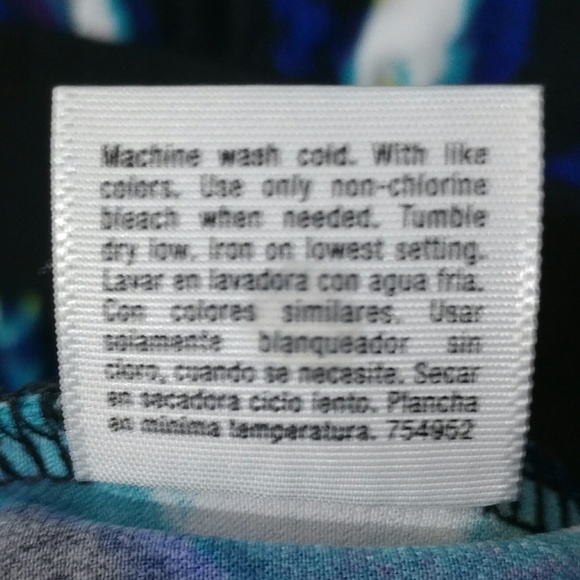 Machine wash cold. With like
colors. Use only non-chlorine
bleach when needed. Tumble
dry low. Iron on lowest setting.
Lavar en lavadora con agua fria.
Con colores similares. Usar
solamente blanqueador sin
cloro, cuando se necesite. Secar
en secadora ciclo lento. Plancha
en minima temperatura. 754952